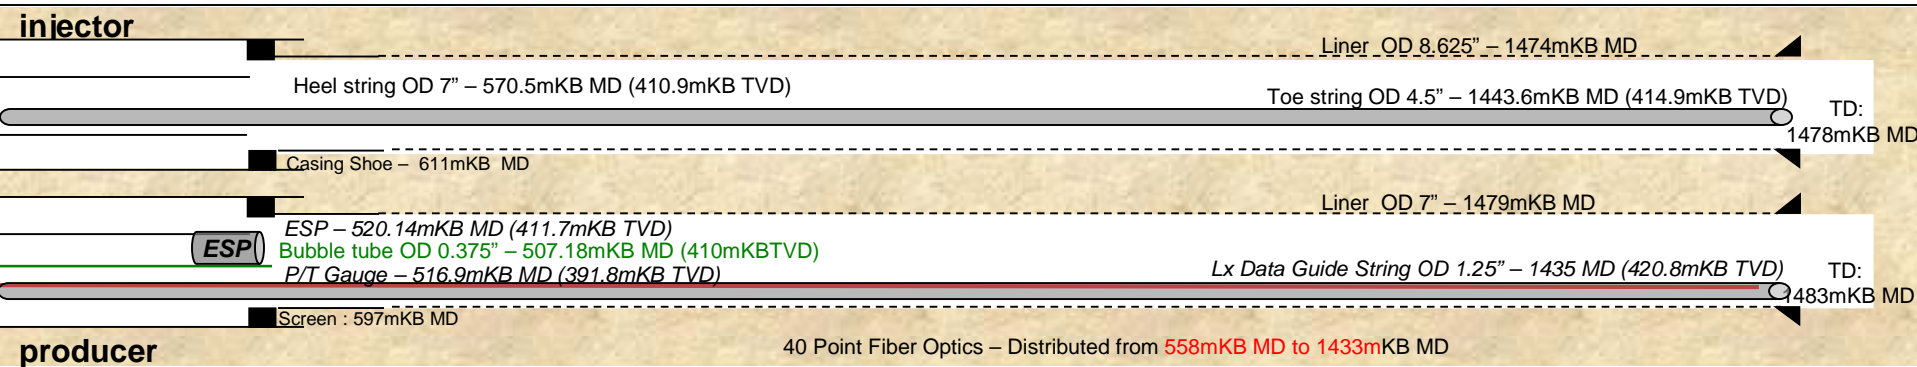 injector
Liner  OD 8.625” – 1474mKB MD
Heel string OD 7” – 570.5mKB MD (410.9mKB TVD)
Toe string OD 4.5” – 1443.6mKB MD (414.9mKB TVD)
TD:
1478mKB MD
Casing Shoe –  611mKB  MD
Liner  OD 7” – 1479mKB MD
ESP – 520.14mKB MD (411.7mKB TVD)
ESP
Bubble tube OD 0.375” – 507.18mKB MD (410mKBTVD)
P/T Gauge – 516.9mKB MD (391.8mKB TVD)
Lx Data Guide String OD 1.25” – 1435 MD (420.8mKB TVD)
TD:
1483mKB MD
Screen : 597mKB MD
producer
40 Point Fiber Optics – Distributed from 558mKB MD to 1433mKB MD